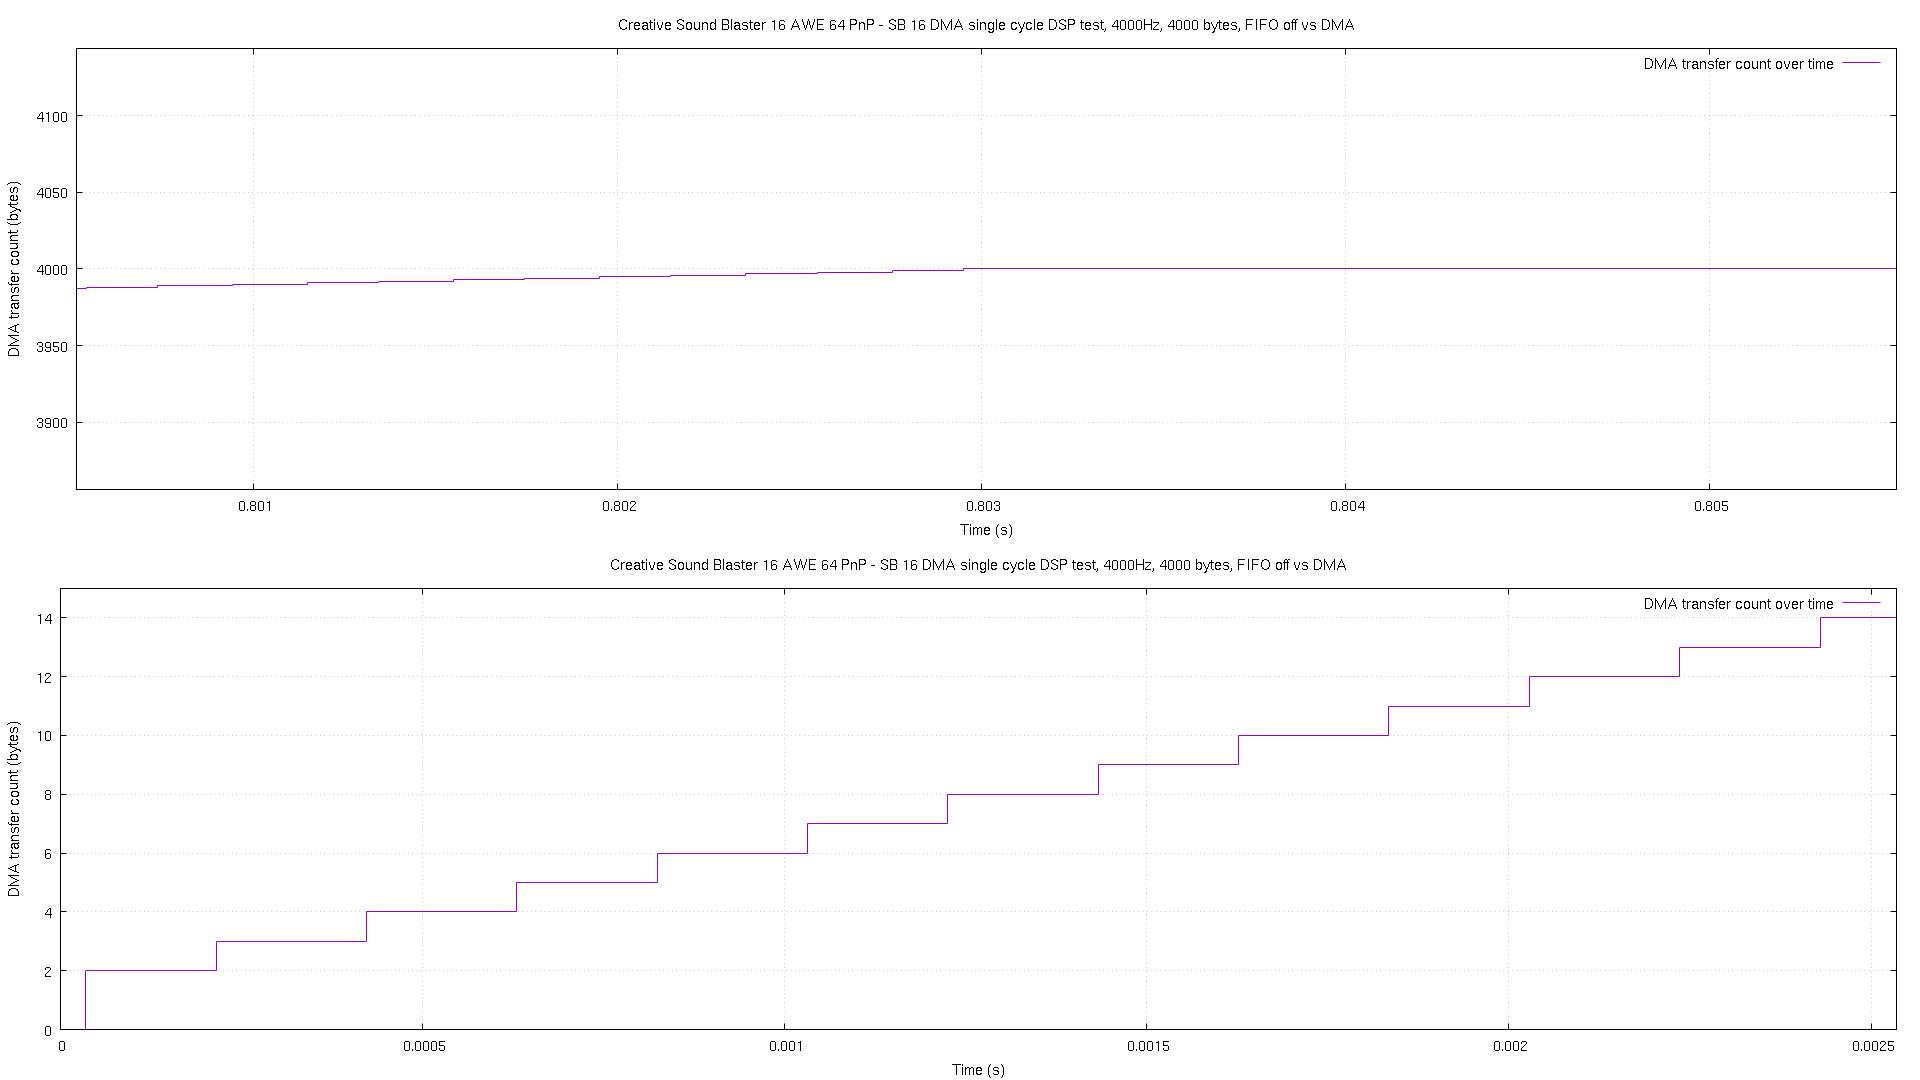 Creative Sound Blaster 16 AWE 64 PnP - SB 16 DMA single cycle DSP test, 4000Hz, 4000 bytes, FIFO off vs DMA
DMA transfer count over time
4100
4050
4000
3950
3900
DMA transfer count (bytes)
0.801 0.802 0.803 0.804 0.805
Time (s)
Creative Sound Blaster 16 AWE 64 PnP - SB 16 DMA single cycle DSP test, 4000Hz, 4000 bytes, FIFO off vs DMA
DMA transfer count over time
14
12
10
8
6
4
2
0
DMA transfer count (bytes)
0 0.0005 0.001 0.0015 0.002 0.0025
Time (s)